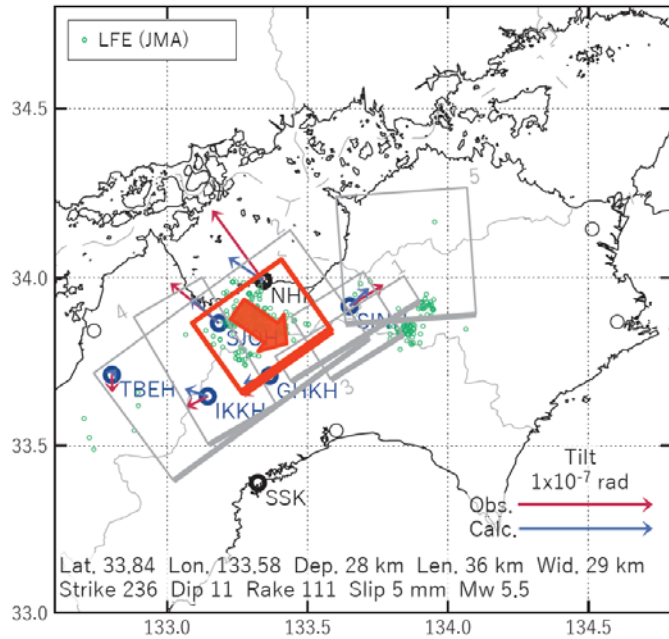 LFE (JMA)
34.5
5
34.0
NHI
4
1
SIN
SJOH
3
TBEH
IKKH
GHKH
33.5
Tilt
1x10⁻⁷ rad
SSK
Obs.
Calc.
Lat. 33.84 Lon. 133.58 Dep. 28 km Len. 36 km Wid. 29 km
Strike 236 Dip 11 Rake 111 Slip 5 mm Mw 5.5
33.0
133.0 133.5 134.0 134.5